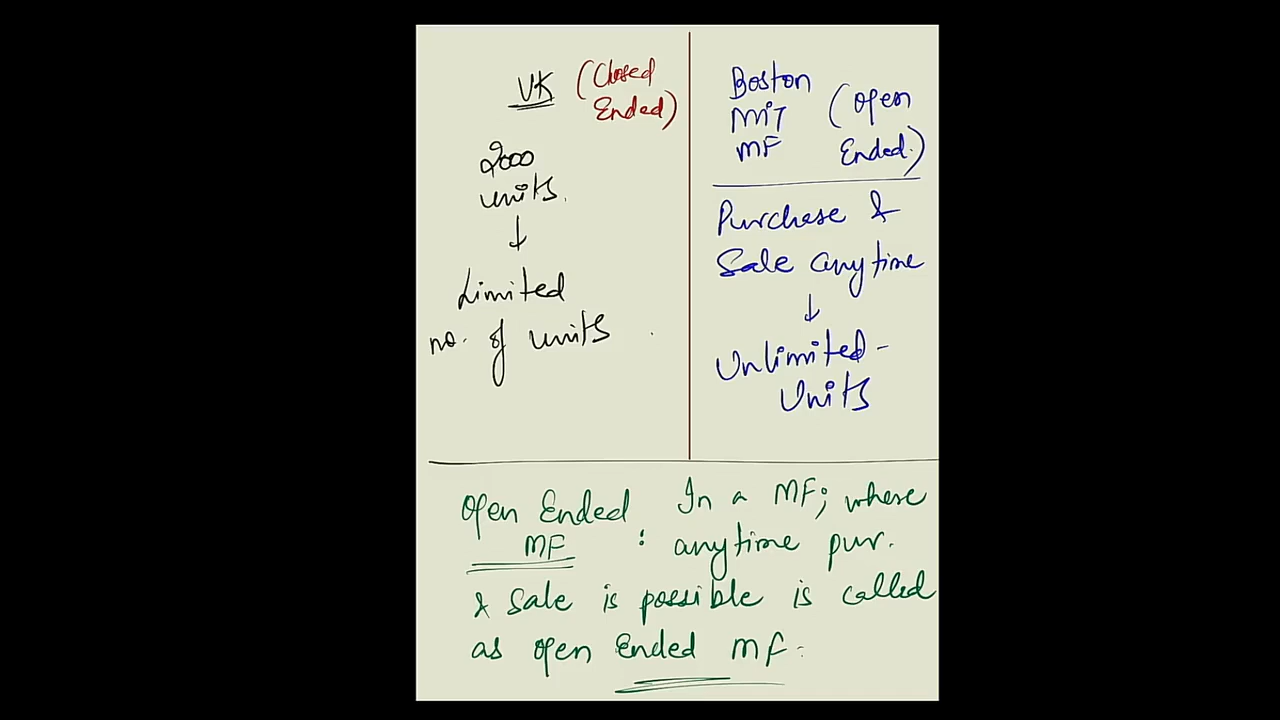 UK (Closed
Ended)
2000
units.
↓
Limited
no. of units
Boston
MIT (Open
MF Ended.)
Purchase &
Sale anytime
↓
Unlimited -
Units
Open Ended In a MF; where
MF : anytime pur.
& Sale is possible is called
as open Ended MF.